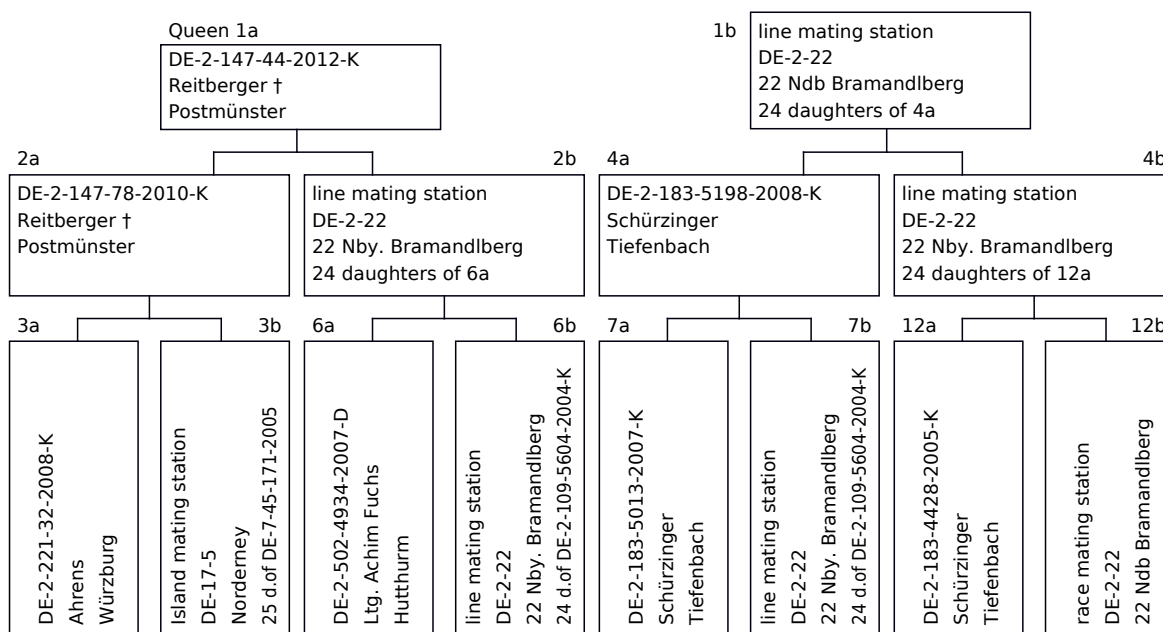 Queen 1a
DE-2-147-44-2012-K
Reitberger †
Postmünster
1b
line mating station
DE-2-22
22 Ndb Bramandlberg
24 daughters of 4a
2a
DE-2-147-78-2010-K
Reitberger †
Postmünster
2b
line mating station
DE-2-22
22 Nby. Bramandlberg
24 daughters of 6a
4a
DE-2-183-5198-2008-K
Schürzinger
Tiefenbach
4b
line mating station
DE-2-22
22 Nby. Bramandlberg
24 daughters of 12a
3a
DE-2-221-32-2008-K
Ahrens
Würzburg
3b
Island mating station
DE-17-5
Norderney
25 d.of DE-7-45-171-2005
6a
DE-2-502-4934-2007-D
Ltg. Achim Fuchs
Hutthurm
6b
line mating station
DE-2-22
22 Nby. Bramandlberg
24 d.of DE-2-109-5604-2004-K
7a
DE-2-183-5013-2007-K
Schürzinger
Tiefenbach
7b
line mating station
DE-2-22
22 Nby. Bramandlberg
24 d.of DE-2-109-5604-2004-K
12a
DE-2-183-4428-2005-K
Schürzinger
Tiefenbach
12b
race mating station
DE-2-22
22 Ndb Bramandlberg